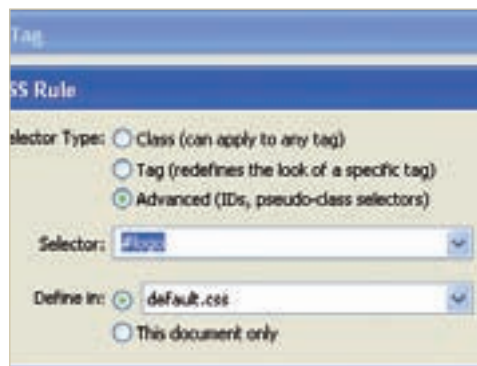 Tag
SS Rule
elector Type: Class (can apply to any tag)
Tag (redefines the look of a specific tag)
Advanced (IDs, pseudo-class selectors)
Selector: #logo
Define in: default.css
This document only